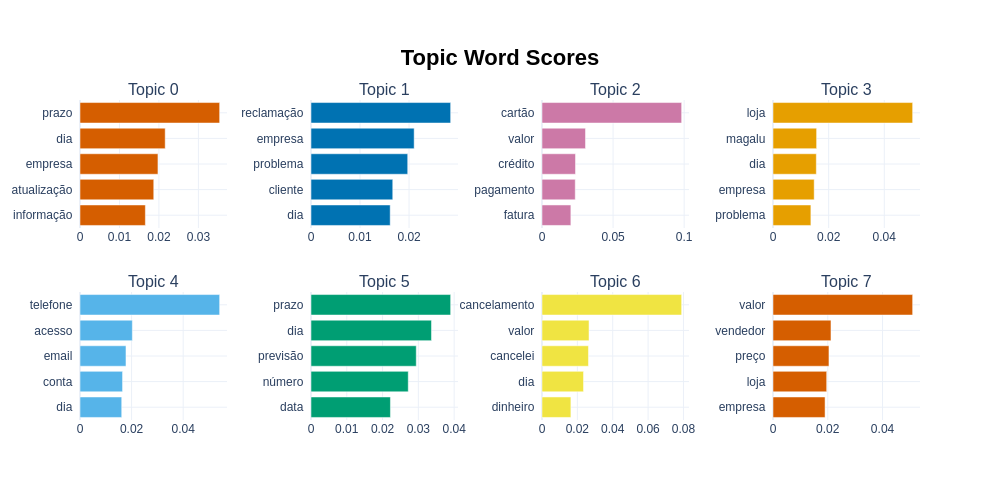 Topic Word Scores
Topic 0
prazo
dia
empresa
atualização
informação
0 0.01 0.02 0.03
Topic 1
reclamação
empresa
problema
cliente
dia
0 0.01 0.02
Topic 2
cartão
valor
crédito
pagamento
fatura
0 0.05 0.1
Topic 3
loja
magalu
dia
empresa
problema
0 0.02 0.04
Topic 4
telefone
acesso
email
conta
dia
0 0.02 0.04
Topic 5
prazo
dia
previsão
número
data
0 0.01 0.02 0.03 0.04
Topic 6
cancelamento
valor
cancelei
dia
dinheiro
0 0.02 0.04 0.06 0.08
Topic 7
valor
vendedor
preço
loja
empresa
0 0.02 0.04